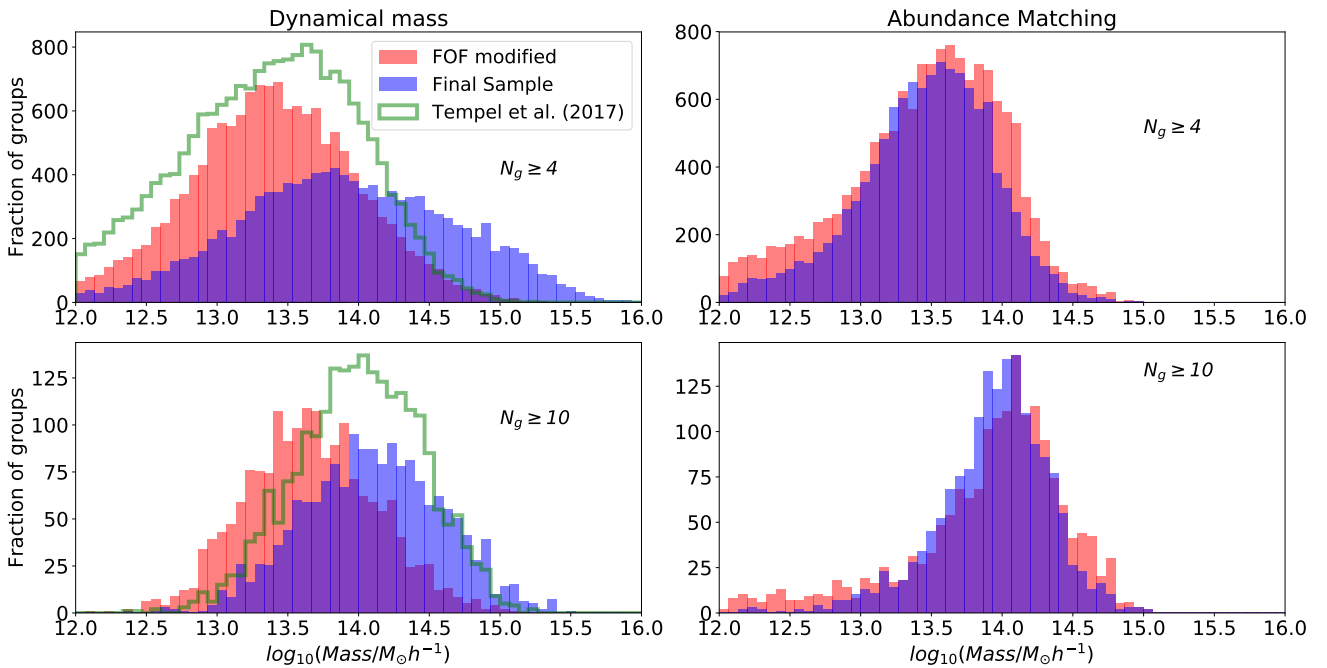 Dynamical mass
Abundance Matching
Fraction of groups
800
600
400
200
0
FOF modified
Final Sample
Tempel et al. (2017)
N_g ≥ 4
12.0 12.5 13.0 13.5 14.0 14.5 15.0 15.5 16.0
800
600
400
200
0
N_g ≥ 4
12.0 12.5 13.0 13.5 14.0 14.5 15.0 15.5 16.0
Fraction of groups
125
100
75
50
25
0
N_g ≥ 10
12.0 12.5 13.0 13.5 14.0 14.5 15.0 15.5 16.0
log₁₀(Mass/M☉h⁻¹)
125
100
75
50
25
0
N_g ≥ 10
12.0 12.5 13.0 13.5 14.0 14.5 15.0 15.5 16.0
log₁₀(Mass/M☉h⁻¹)